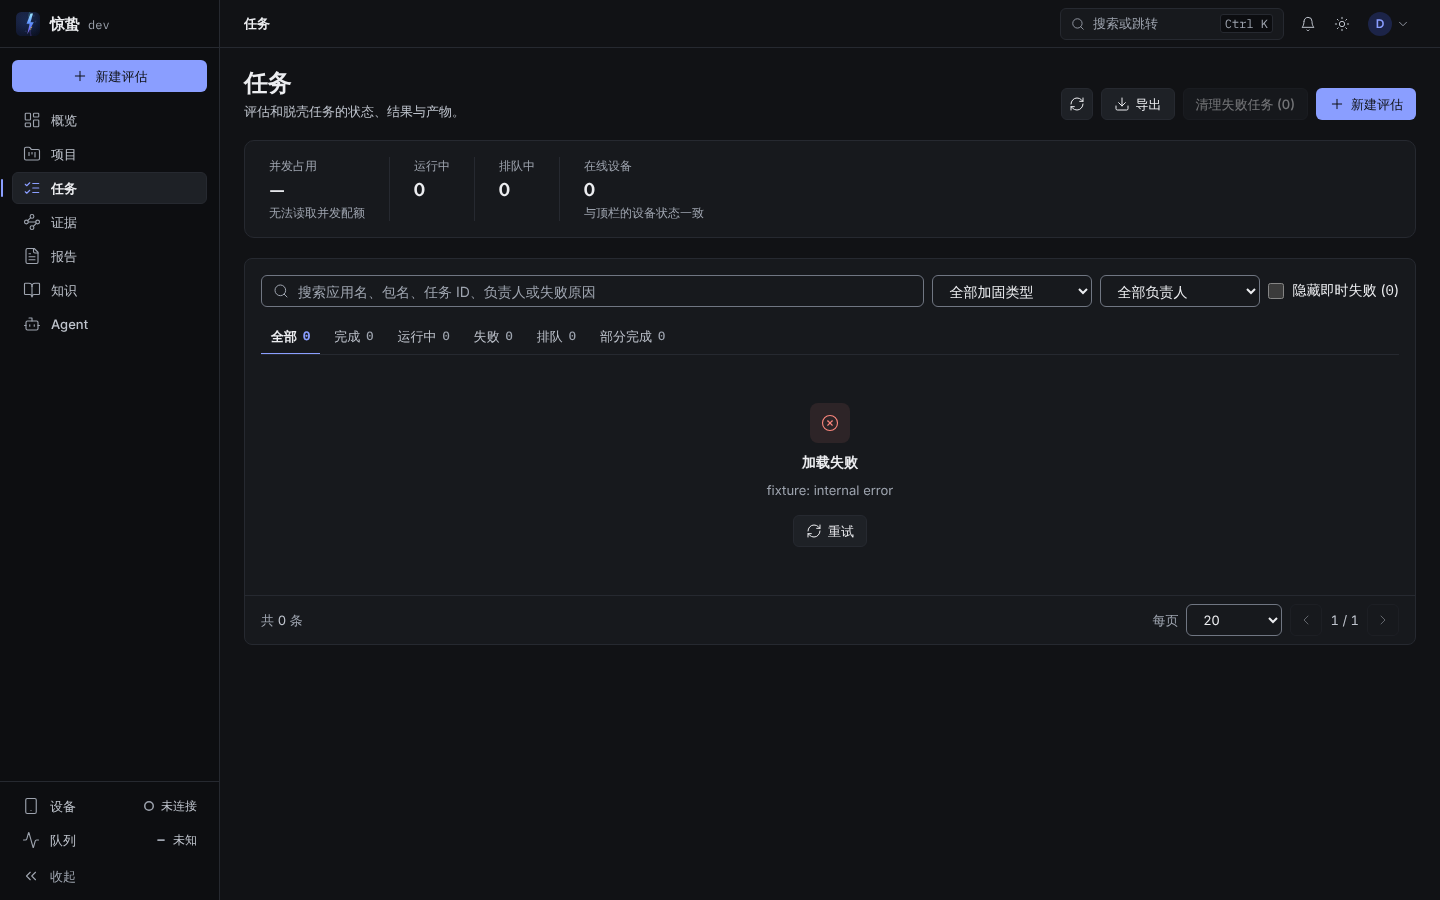 惊蛰 dev
任务
搜索或跳转 Ctrl K
D
新建评估
概览
项目
任务
证据
报告
知识
Agent
任务
评估和脱壳任务的状态、结果与产物。
导出
清理失败任务 (0)
新建评估
并发占用
—
无法读取并发配额
运行中
0
排队中
0
在线设备
0
与顶栏的设备状态一致
搜索应用名、包名、任务 ID、负责人或失败原因
全部加固类型
全部负责人
隐藏即时失败 (0)
全部 0 完成 0 运行中 0 失败 0 排队 0 部分完成 0
加载失败
fixture: internal error
重试
共 0 条
每页 20 1 / 1
设备 未连接
队列 未知
收起